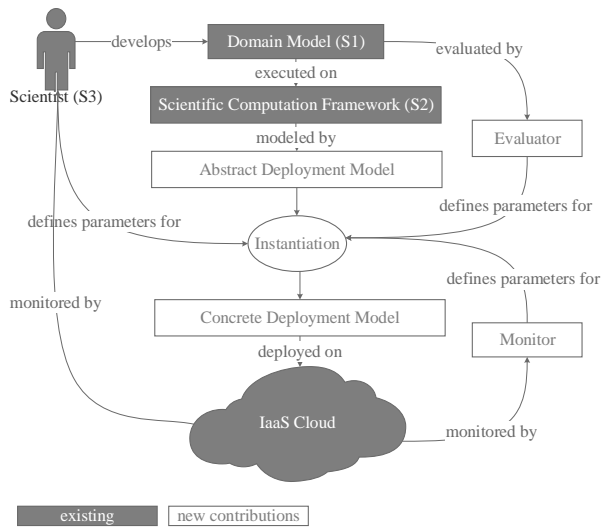 develops
Domain Model (S1)
evaluated by
executed on
Scientist (S3)
Scientific Computation Framework (S2)
modeled by
Evaluator
Abstract Deployment Model
defines parameters for
defines parameters for
Instantiation
defines parameters for
monitored by
Concrete Deployment Model
Monitor
deployed on
IaaS Cloud
monitored by
existing
new contributions